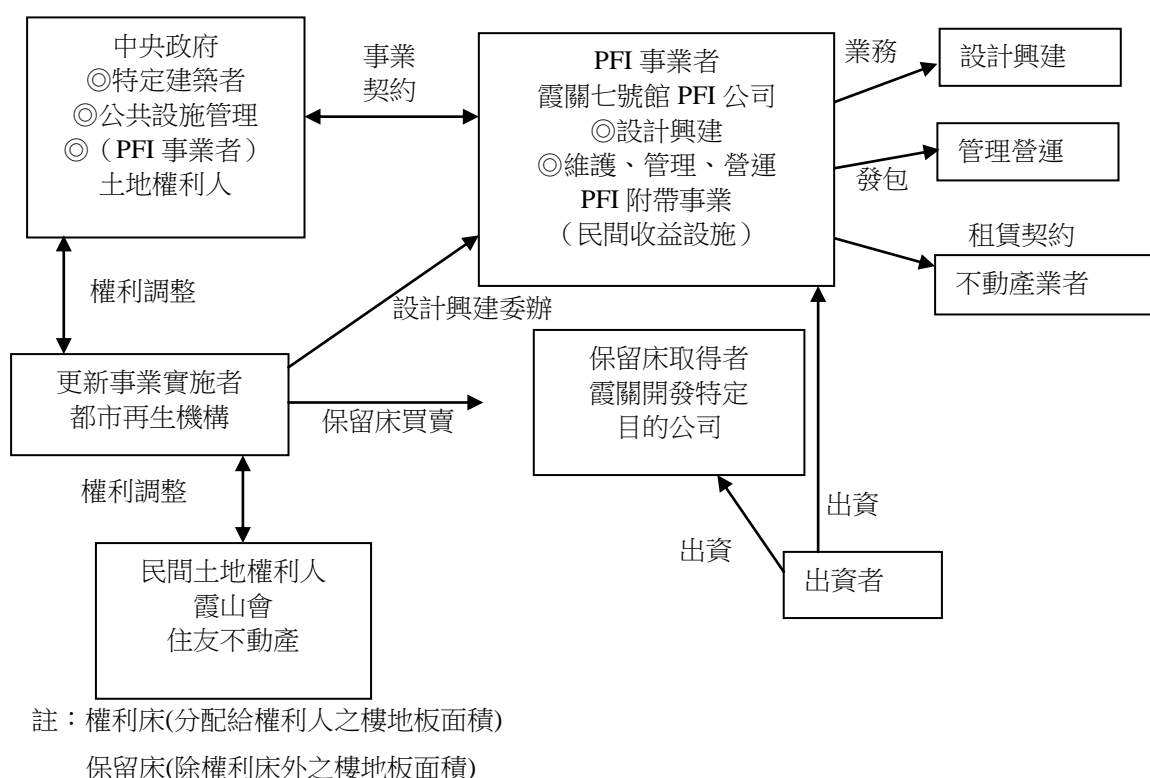 中央政府
◎特定建築者
◎公共設施管理
◎（PFI 事業者）
土地權利人
事業
契約
PFI 事業者
霞關七號館 PFI 公司
◎設計興建
◎維護、管理、營運
PFI 附帶事業
（民間收益設施）
業務
設計興建
管理營運
發包
租賃契約
不動產業者
權利調整
設計興建委辦
更新事業實施者
都市再生機構
保留床買賣
保留床取得者
霞關開發特定
目的公司
權利調整
出資
出資
出資者
民間土地權利人
霞山會
住友不動產
註：權利床(分配給權利人之樓地板面積)
保留床(除權利床外之樓地板面積)